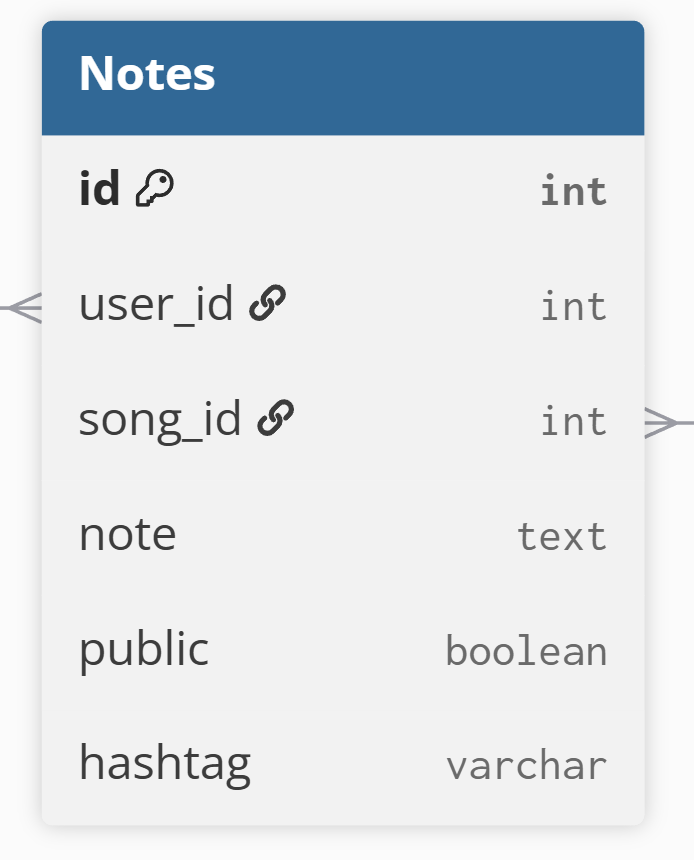 Notes
id int
user_id int
song_id int
note text
public boolean
hashtag varchar